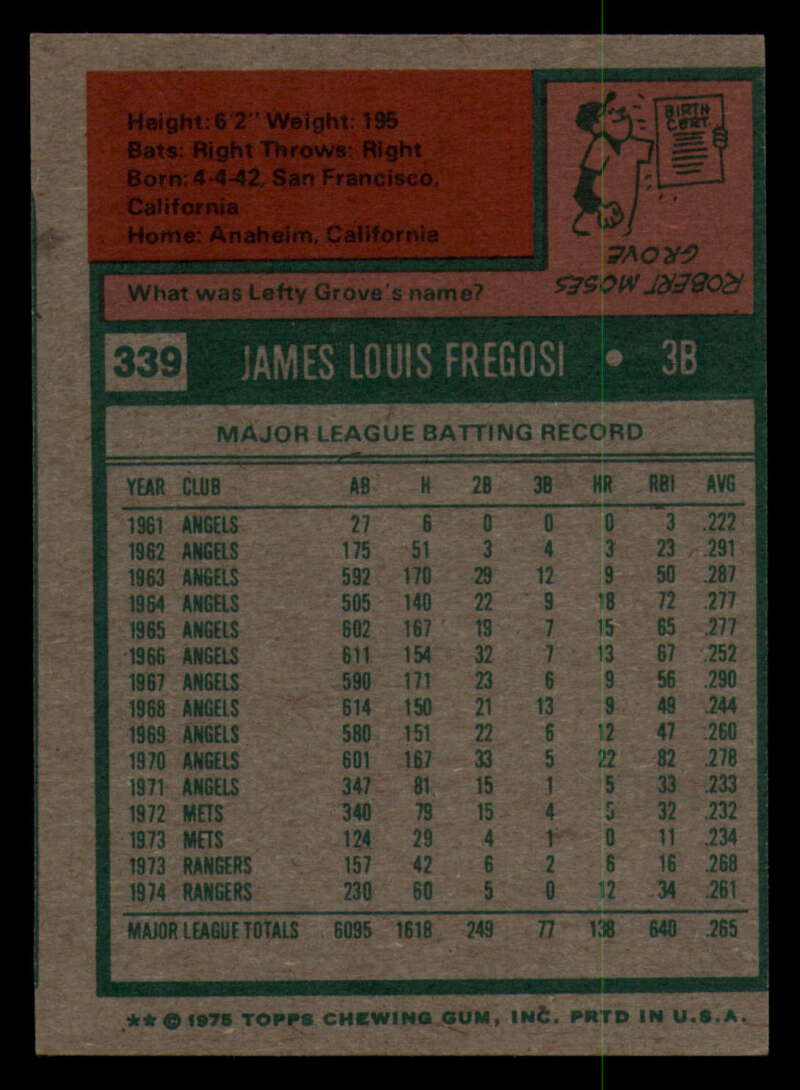 Height: 6'2" Weight: 195
Bats: Right Throws: Right
Born: 4-4-42, San Francisco,
California
Home: Anaheim, California
BIRTH
CERT.
ROBERT MOSES
GROVE
What was Lefty Grove's name?
339 JAMES LOUIS FREGOSI • 3B
MAJOR LEAGUE BATTING RECORD
YEAR CLUB AB H 2B 3B HR RBI AVG
1961 ANGELS 27 6 0 0 0 3 .222
1962 ANGELS 175 51 3 4 3 23 .291
1963 ANGELS 592 170 29 12 9 50 .287
1964 ANGELS 505 140 22 9 18 72 .277
1965 ANGELS 602 167 19 7 15 65 .277
1966 ANGELS 611 154 32 7 13 67 .252
1967 ANGELS 590 171 23 6 9 56 .290
1968 ANGELS 614 150 21 13 9 49 .244
1969 ANGELS 580 151 22 6 12 47 .260
1970 ANGELS 601 167 33 5 22 82 .278
1971 ANGELS 347 81 15 1 5 33 .233
1972 METS 340 79 15 4 5 32 .232
1973 METS 124 29 4 1 0 11 .234
1973 RANGERS 157 42 6 2 6 16 .268
1974 RANGERS 230 60 5 0 12 34 .261
MAJOR LEAGUE TOTALS 6095 1618 249 77 138 640 .265
** © 1975 TOPPS CHEWING GUM, INC. PRTD IN U.S.A.